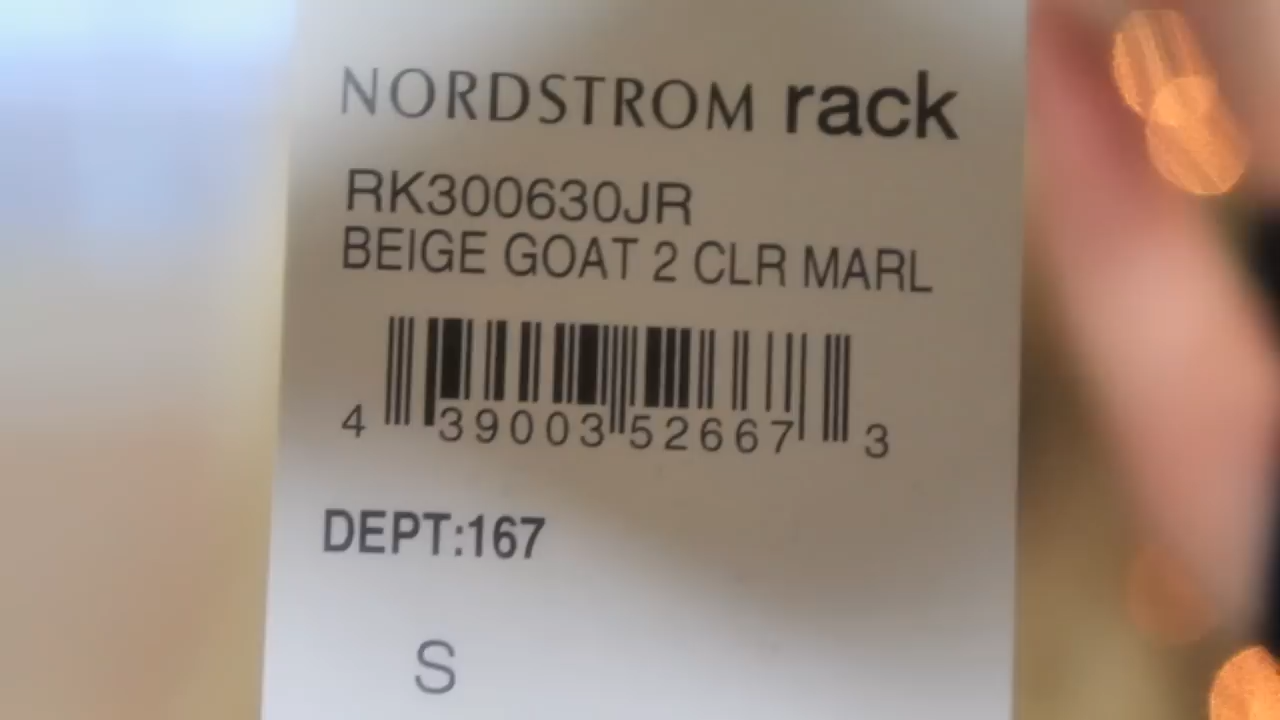 NORDSTROM rack
RK300630JR
BEIGE GOAT 2 CLR MARL
4 39003 52667 3
DEPT:167
S